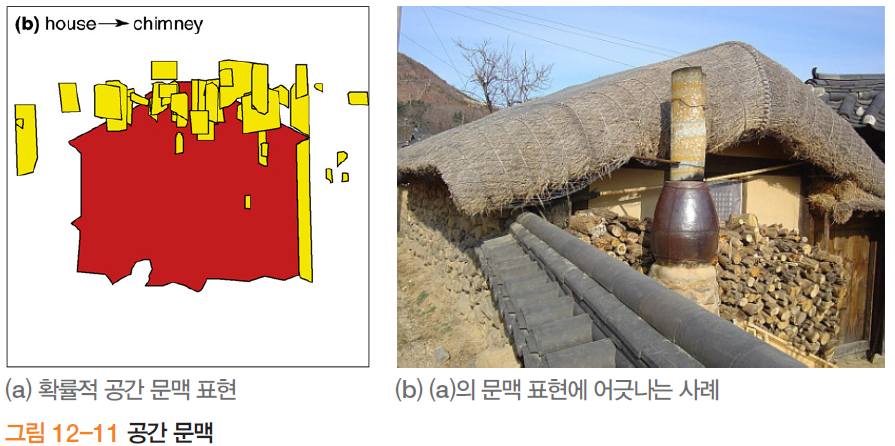 (b) house → chimney
(a) 확률적 공간 문맥 표현
(b) (a)의 문맥 표현에 어긋나는 사례
그림 12-11 공간 문맥